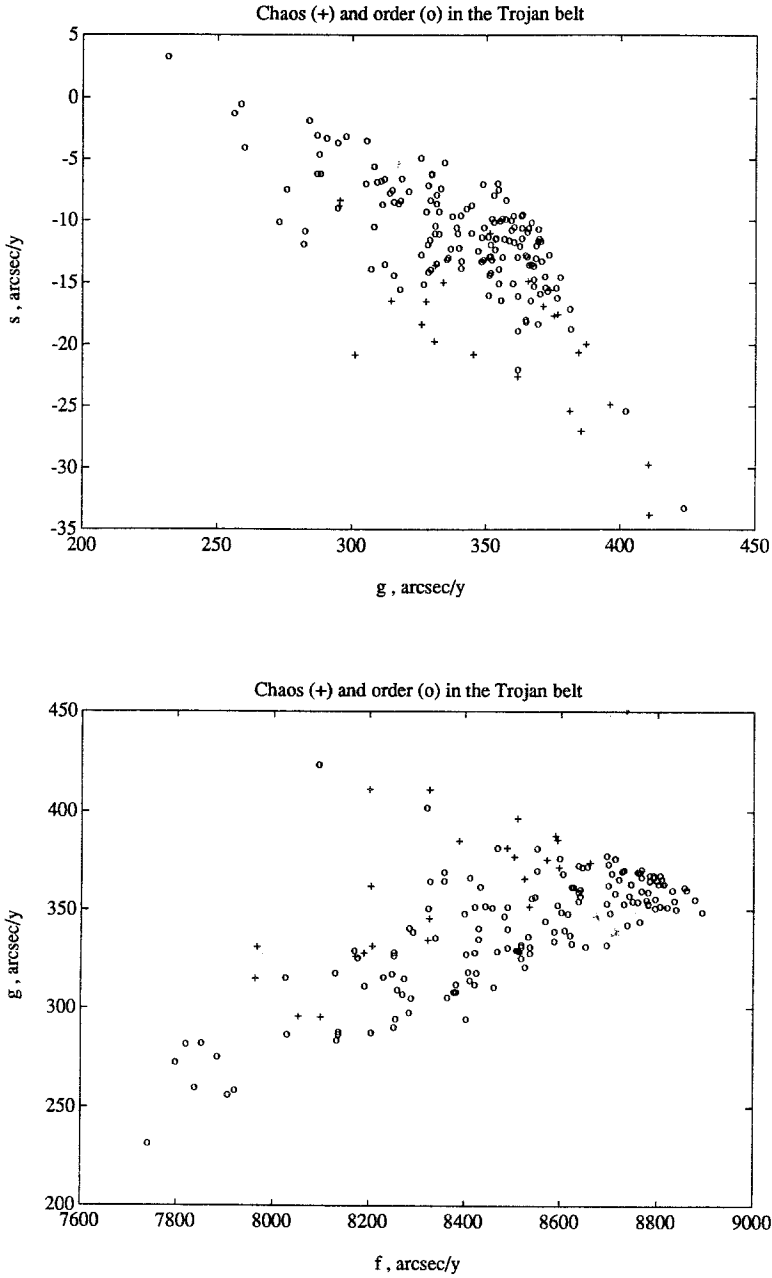 Chaos (+) and order (o) in the Trojan belt
5
0
-5
-10
-15
-20
-25
-30
-35
s , arcsec/y
200 250 300 350 400 450
g , arcsec/y
Chaos (+) and order (o) in the Trojan belt
450
400
350
300
250
200
g , arcsec/y
7600 7800 8000 8200 8400 8600 8800 9000
f , arcsec/y